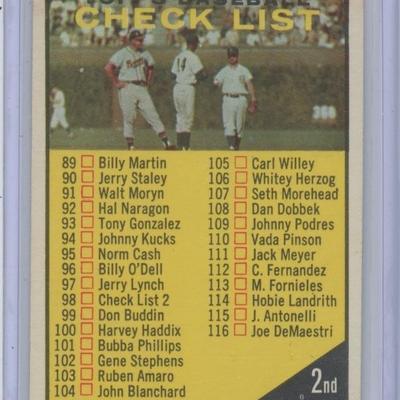 TOPPS BASEBALL
CHECK LIST
14
89 Billy Martin
90 Jerry Staley
91 Walt Moryn
92 Hal Naragon
93 Tony Gonzalez
94 Johnny Kucks
95 Norm Cash
96 Billy O'Dell
97 Jerry Lynch
98 Check List 2
99 Don Buddin
100 Harvey Haddix
101 Bubba Phillips
102 Gene Stephens
103 Ruben Amaro
104 John Blanchard
105 Carl Willey
106 Whitey Herzog
107 Seth Morehead
108 Dan Dobbek
109 Johnny Podres
110 Vada Pinson
111 Jack Meyer
112 C. Fernandez
113 M. Fornieles
114 Hobie Landrith
115 J. Antonelli
116 Joe DeMaestri
2nd